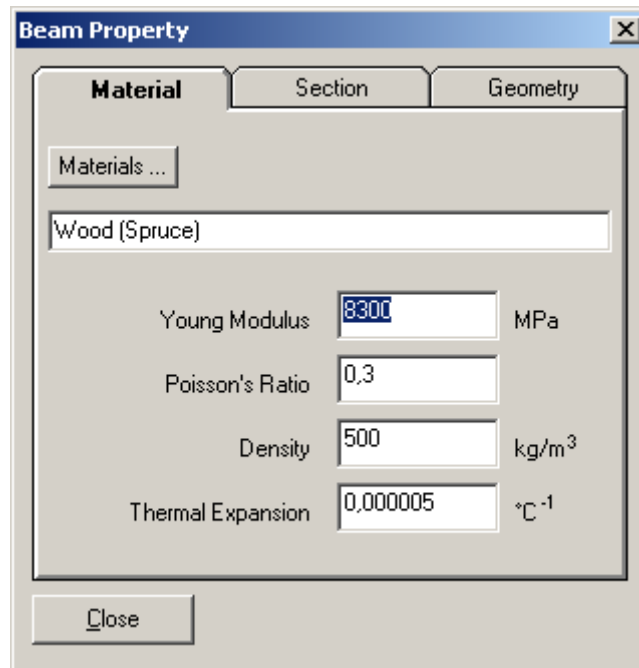 Beam Property
Material Section Geometry
Materials ...
Wood (Spruce)
Young Modulus 8300 MPa
Poisson's Ratio 0,3
Density 500 kg/m³
Thermal Expansion 0,000005 °C⁻¹
Close